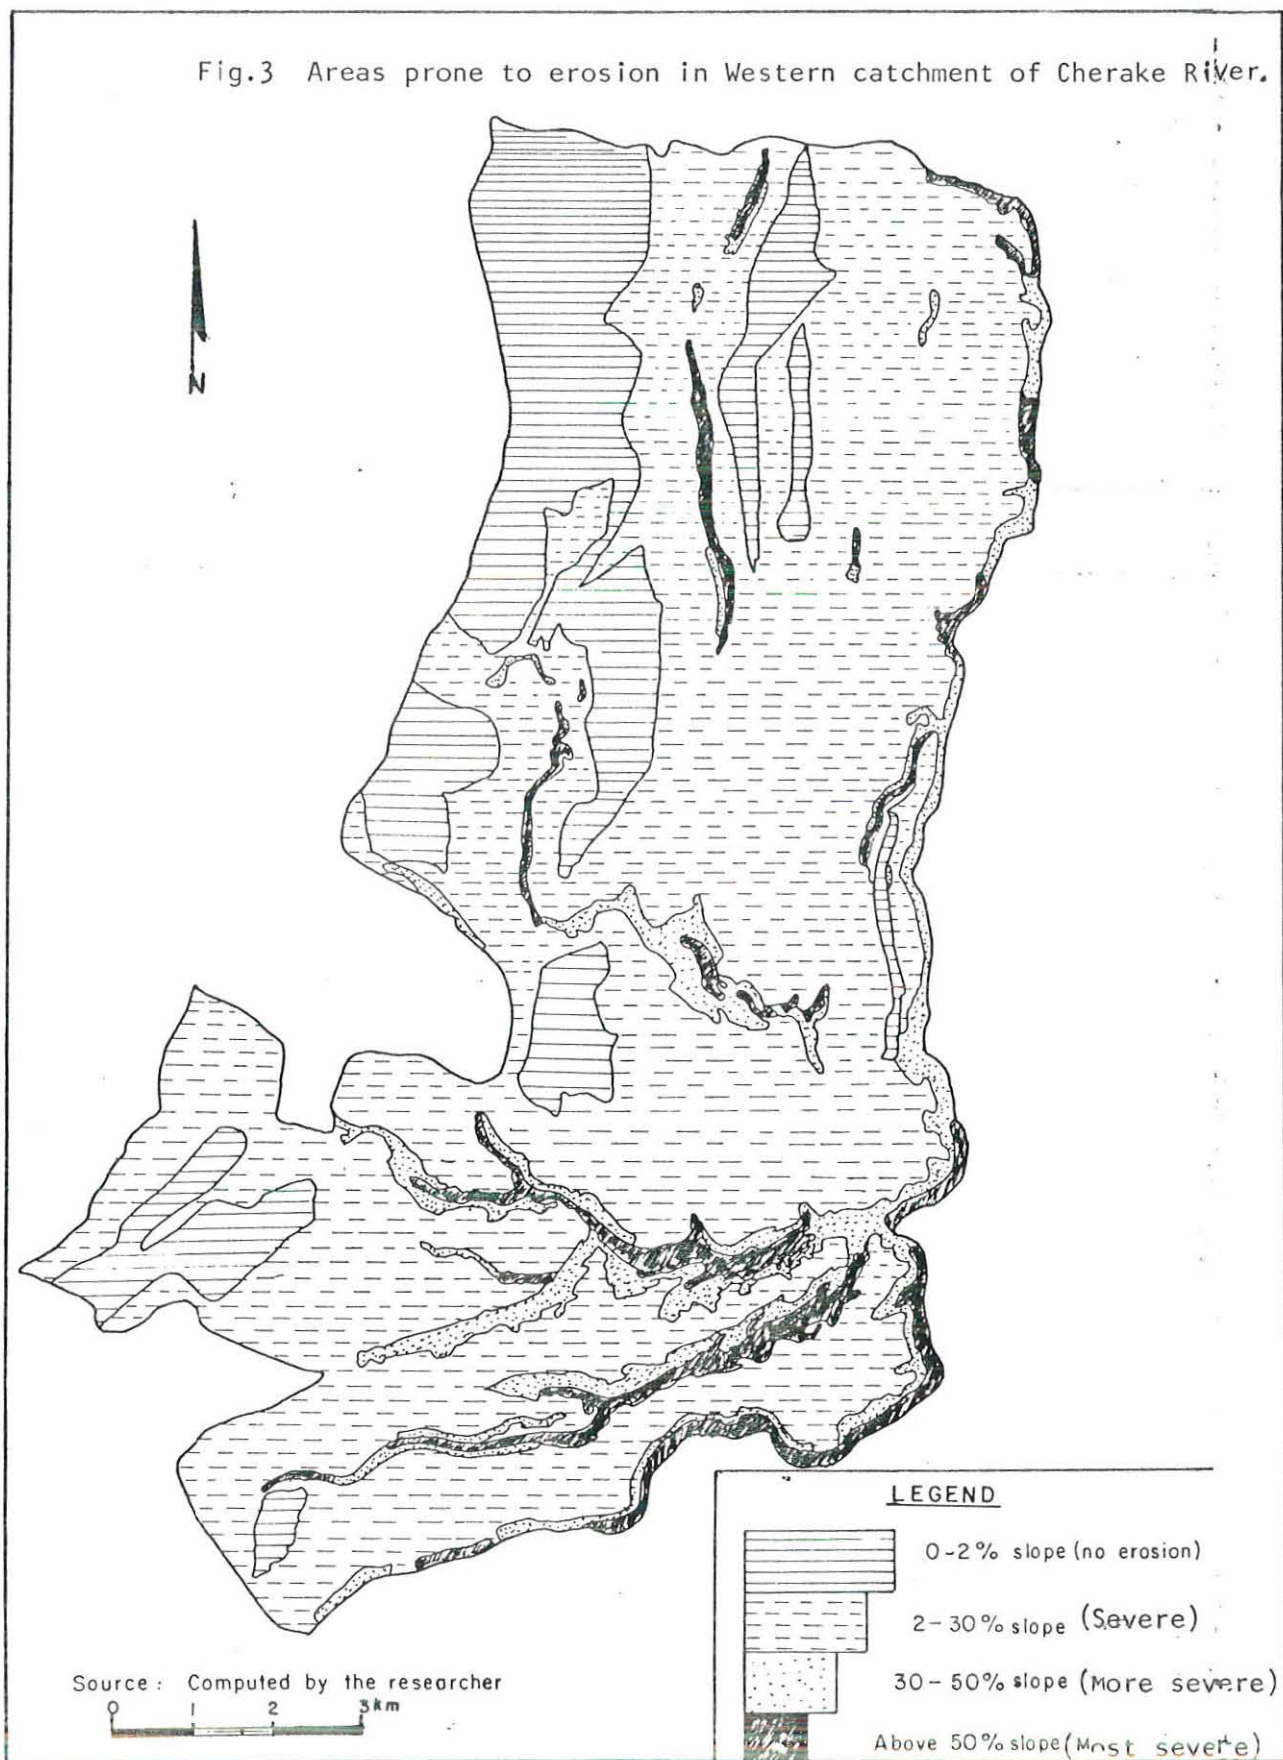 Fig.3 Areas prone to erosion in Western catchment of Cherake River.
N
LEGEND
0-2% slope (no erosion)
2-30% slope (Severe)
30-50% slope (More severe)
Above 50% slope (Most severe)
Source: Computed by the researcher
0 1 2 3km